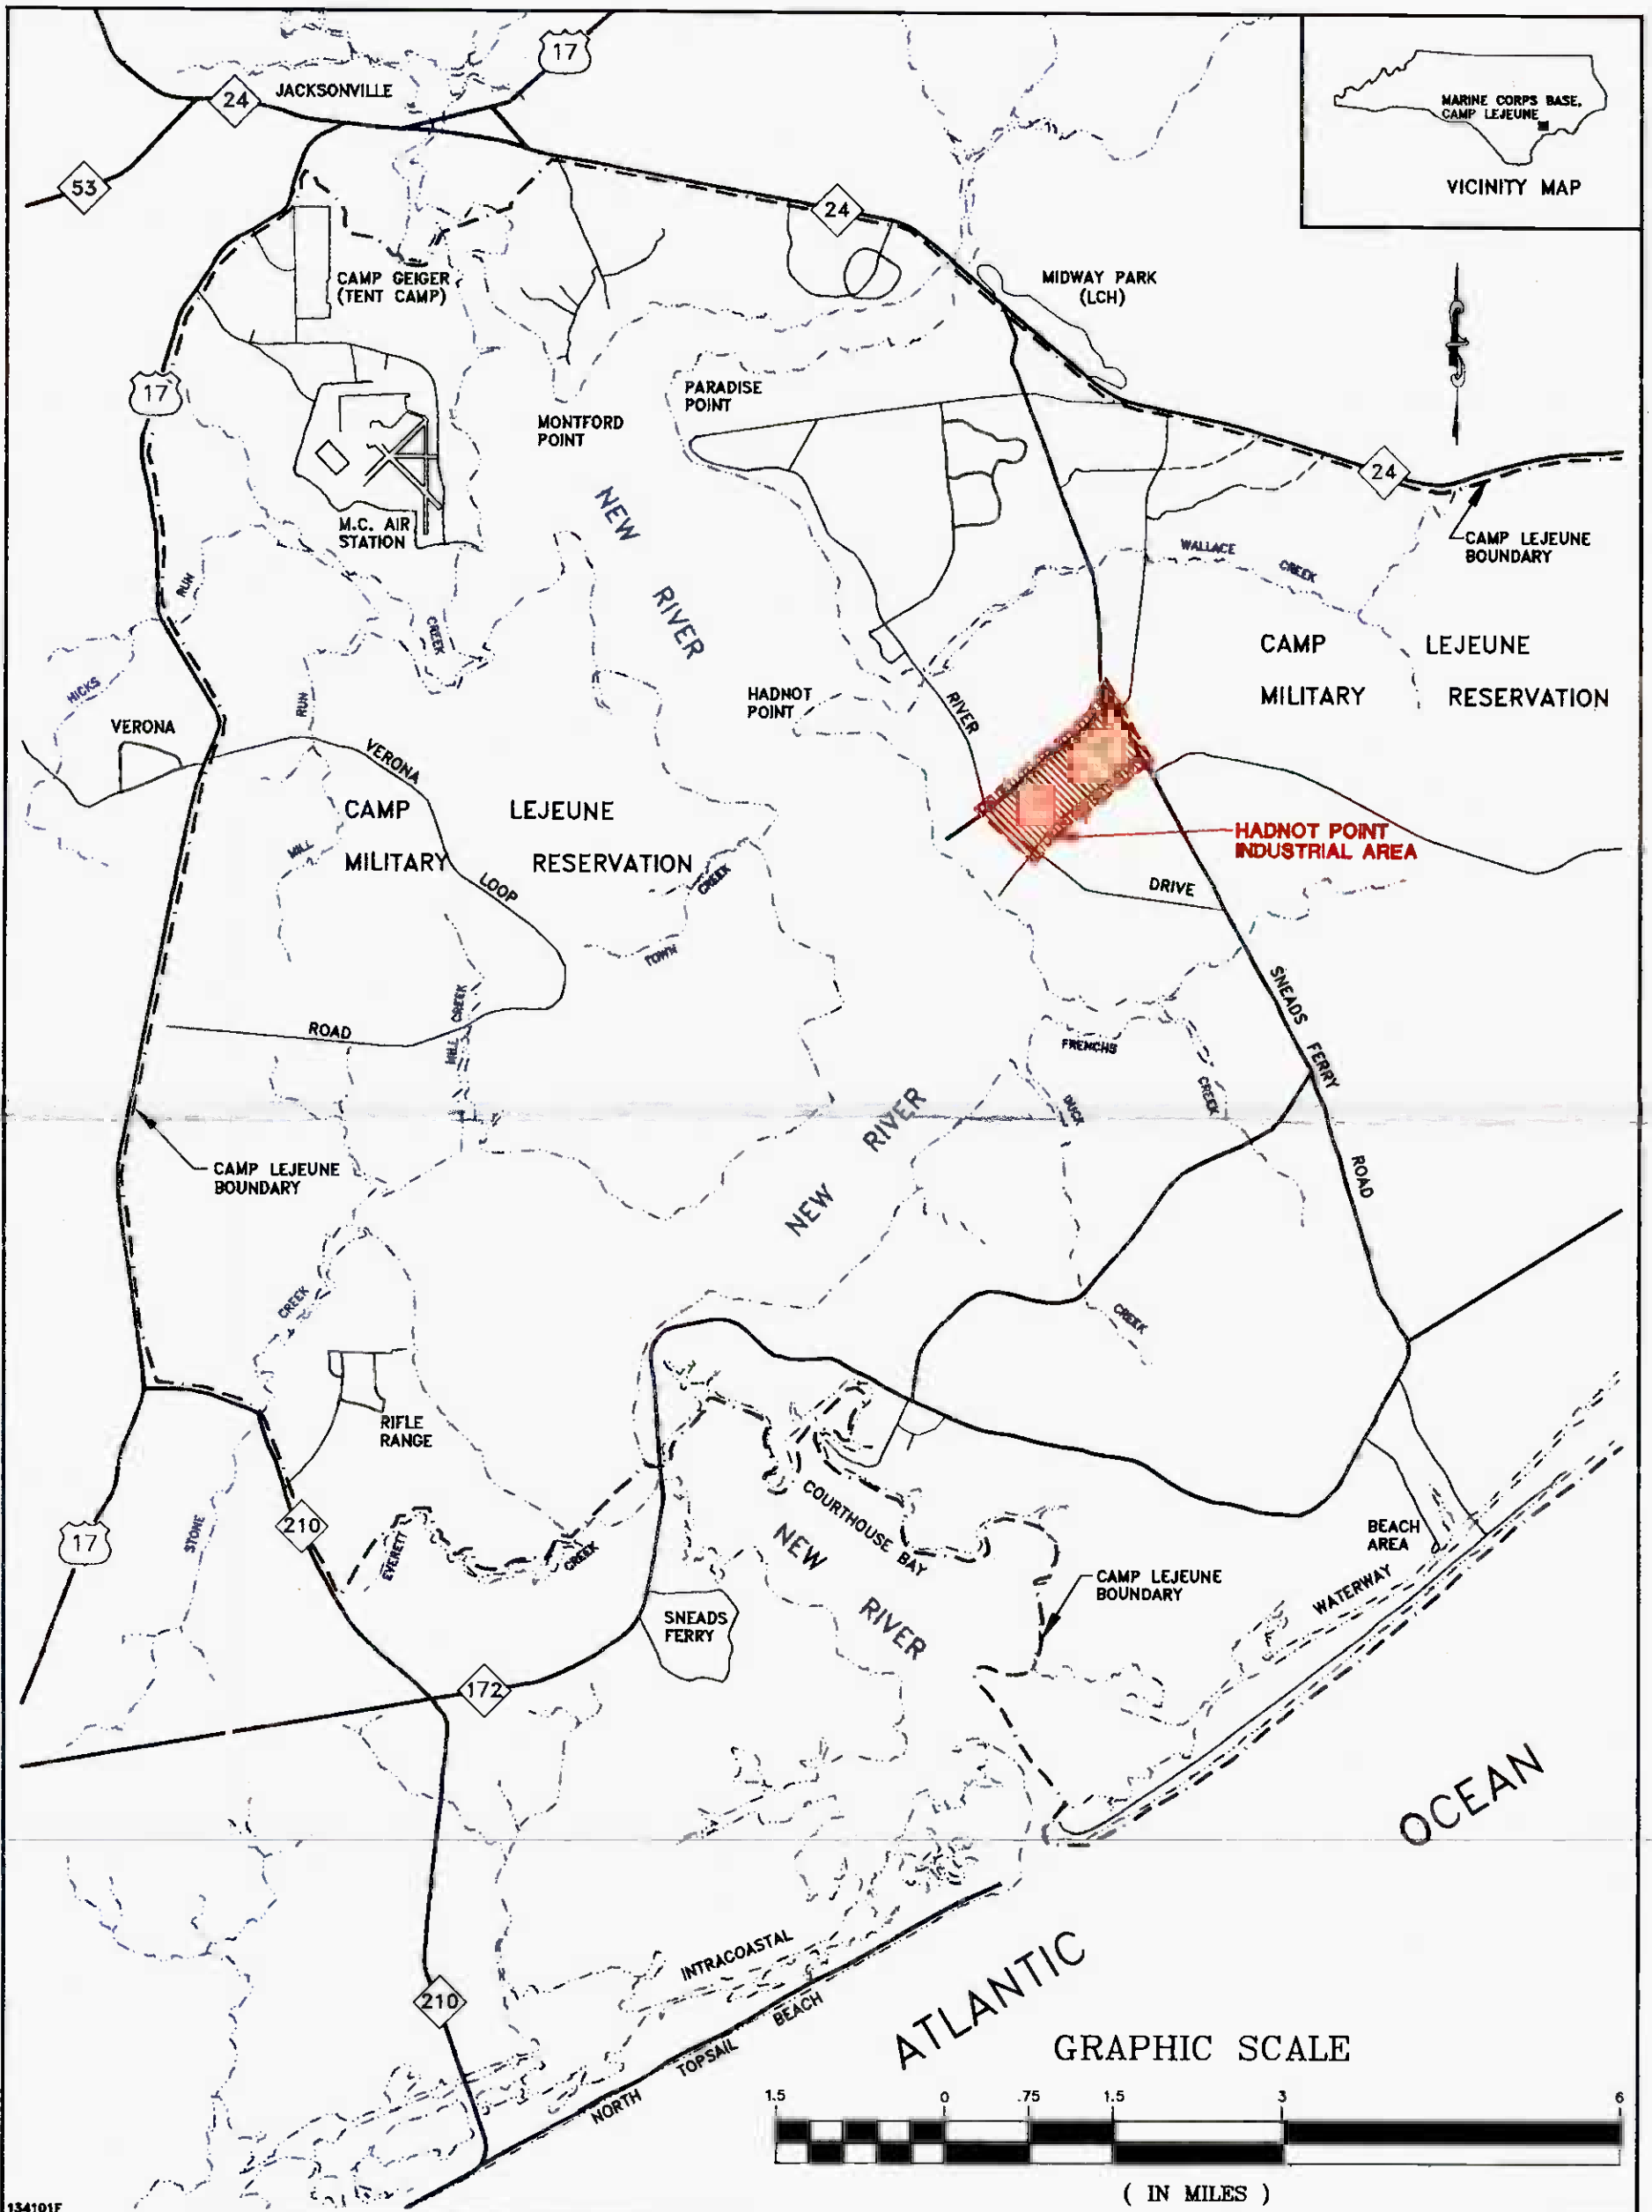 17
JACKSONVILLE
24
53
MARINE CORPS BASE,
CAMP LEJEUNE
VICINITY MAP
24
CAMP GEIGER
(TENT CAMP)
MIDWAY PARK
(LCH)
17
PARADISE
POINT
MONTFORD
POINT
24
M.C. AIR
STATION
NEW
RIVER
CAMP LEJEUNE
BOUNDARY
WALLACE
CREEK
RUN
CREEK
HICKS
RUN
CAMP LEJEUNE
MILITARY RESERVATION
HADNOT
POINT
RIVER
VERONA
VERONA
CAMP LEJEUNE
MILITARY RESERVATION
HADNOT POINT
INDUSTRIAL AREA
MILL
LOOP
CREEK
TOWN
DRIVE
SNEADS
FERRY
ROAD
MILL CREEK
ROAD
FRENCHS
CREEK
DUCK
CREEK
RIVER
NEW
CAMP LEJEUNE
BOUNDARY
CREEK
RIFLE
RANGE
STONE
17
210
EVERETT
CREEK
COURTHOUSE BAY
NEW
RIVER
BEACH
AREA
CAMP LEJEUNE
BOUNDARY
WATERWAY
SNEADS
FERRY
172
OCEAN
INTRACOASTAL
ATLANTIC
210
NORTH TOPSAIL BEACH
GRAPHIC SCALE
1.5 0 .75 1.5 3 6
( IN MILES )
134101F